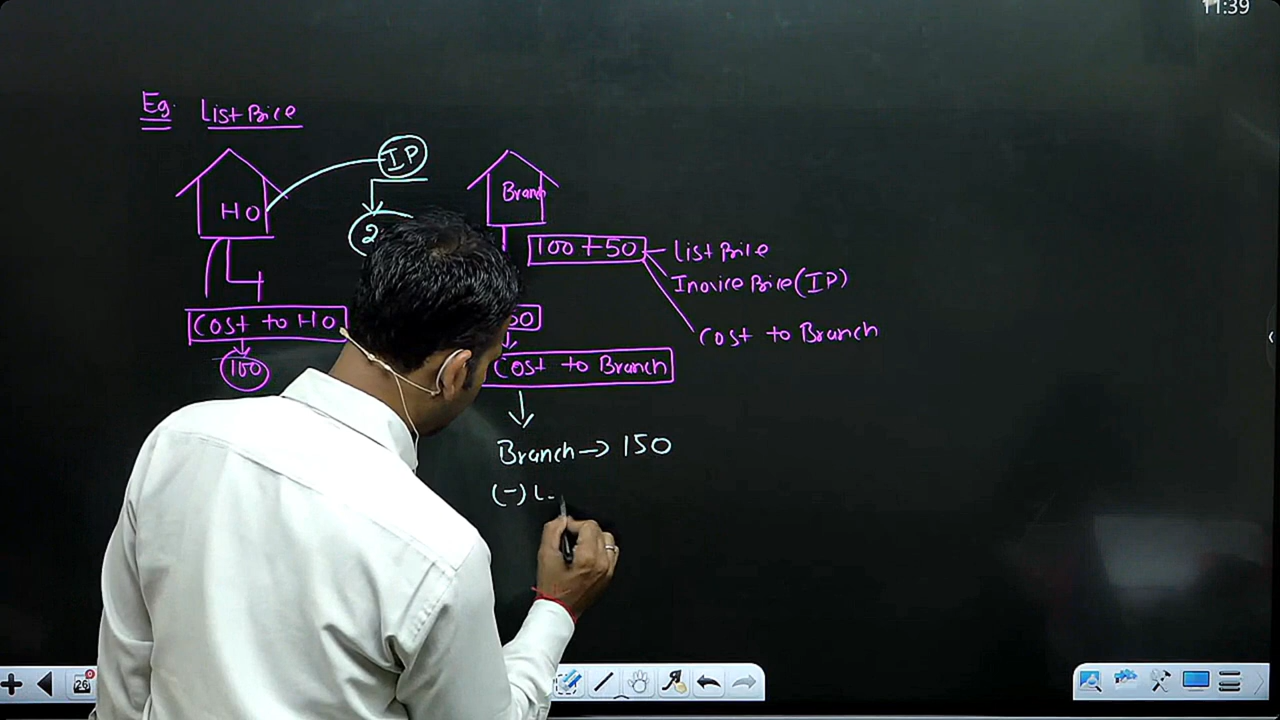 11:39
Eg. List Price
IP
HO
Branch
100 + 50
List Price
Invoice Price (IP)
Cost to HO
Cost to Branch
100
Cost to Branch
Branch → 150
(-)